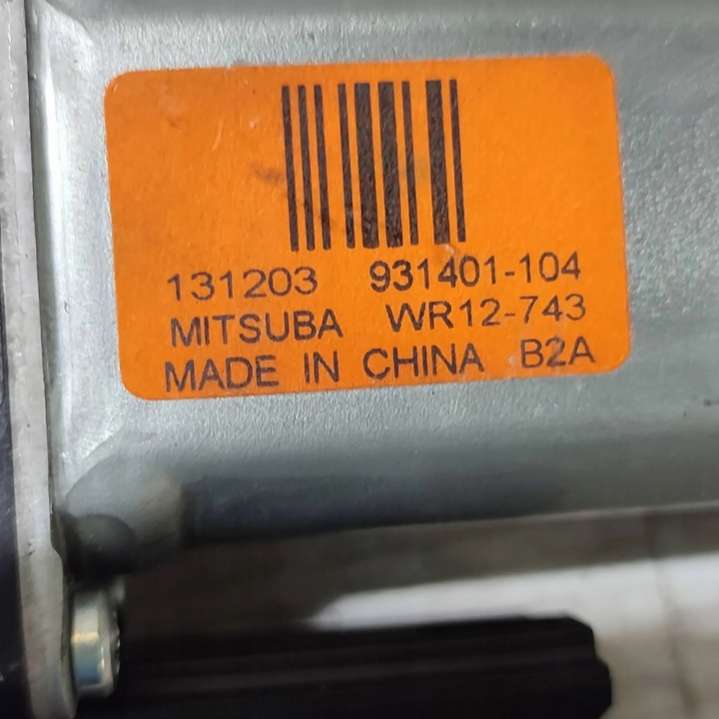 131203 931401-104
MITSUBA WR12-743
MADE IN CHINA B2A